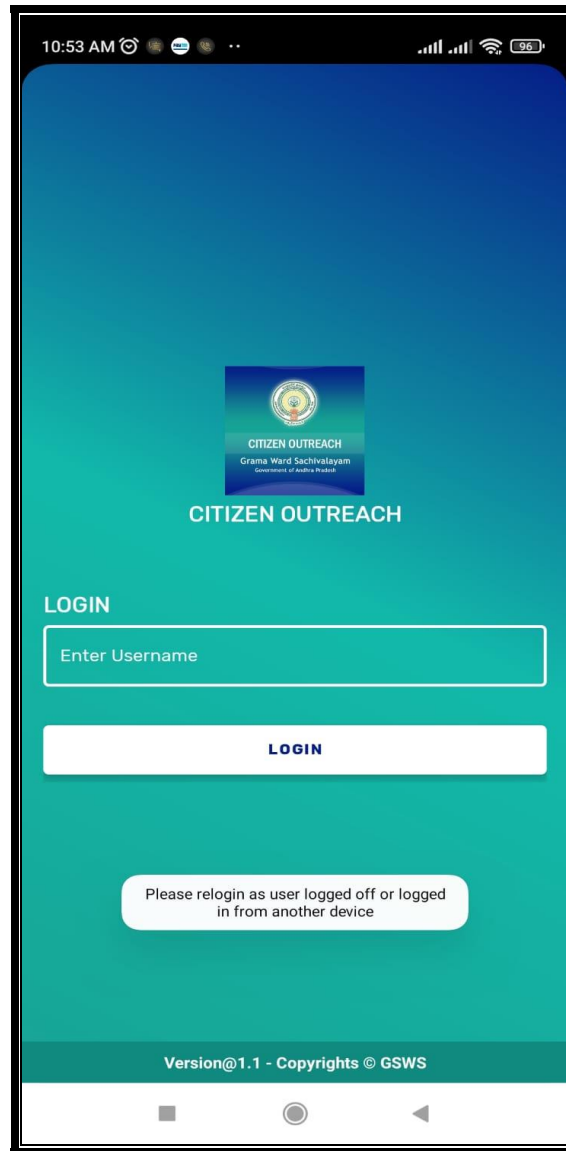 10:53 AM
96
CITIZEN OUTREACH
Grama Ward Sachivalayam
Government of Andhra Pradesh
CITIZEN OUTREACH
LOGIN
Enter Username
LOGIN
Please relogin as user logged off or logged
in from another device
Version@1.1 - Copyrights © GSWS